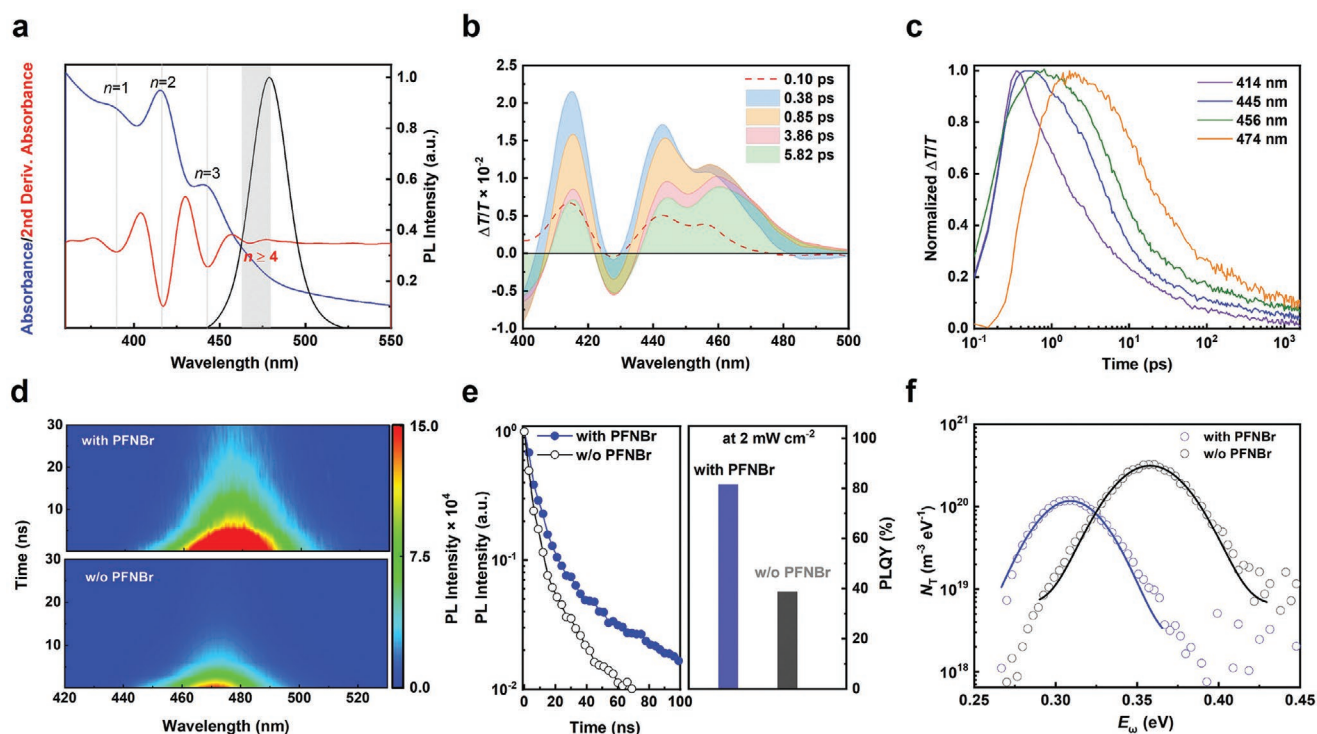 a
n=1
n=2
n=3
n ≥ 4
Absorbance/2nd Deriv. Absorbance
PL Intensity (a.u.)
1.0
0.8
0.6
0.4
0.2
400
450
500
550
Wavelength (nm)
b
ΔT/T × 10-2
2.5
2.0
1.5
1.0
0.5
0.0
-0.5
-1.0
0.10 ps
0.38 ps
0.85 ps
3.86 ps
5.82 ps
400
420
440
460
480
500
Wavelength (nm)
c
Normalized ΔT/T
1.0
0.8
0.6
0.4
0.2
0.0
414 nm
445 nm
456 nm
474 nm
10-1
100
101
102
103
Time (ps)
d
Time (ns)
30
20
10
with PFNBr
30
20
10
w/o PFNBr
420
440
460
480
500
520
Wavelength (nm)
15.0
7.5
0.0
PL Intensity × 104
e
PL Intensity (a.u.)
100
10-1
10-2
with PFNBr
w/o PFNBr
0
20
40
60
80
100
Time (ns)
at 2 mW cm-2
with PFNBr
w/o PFNBr
100
80
60
40
20
0
PLQY (%)
f
NT (m-3 eV-1)
1021
1020
1019
1018
with PFNBr
w/o PFNBr
0.25
0.30
0.35
0.40
0.45
Eω (eV)